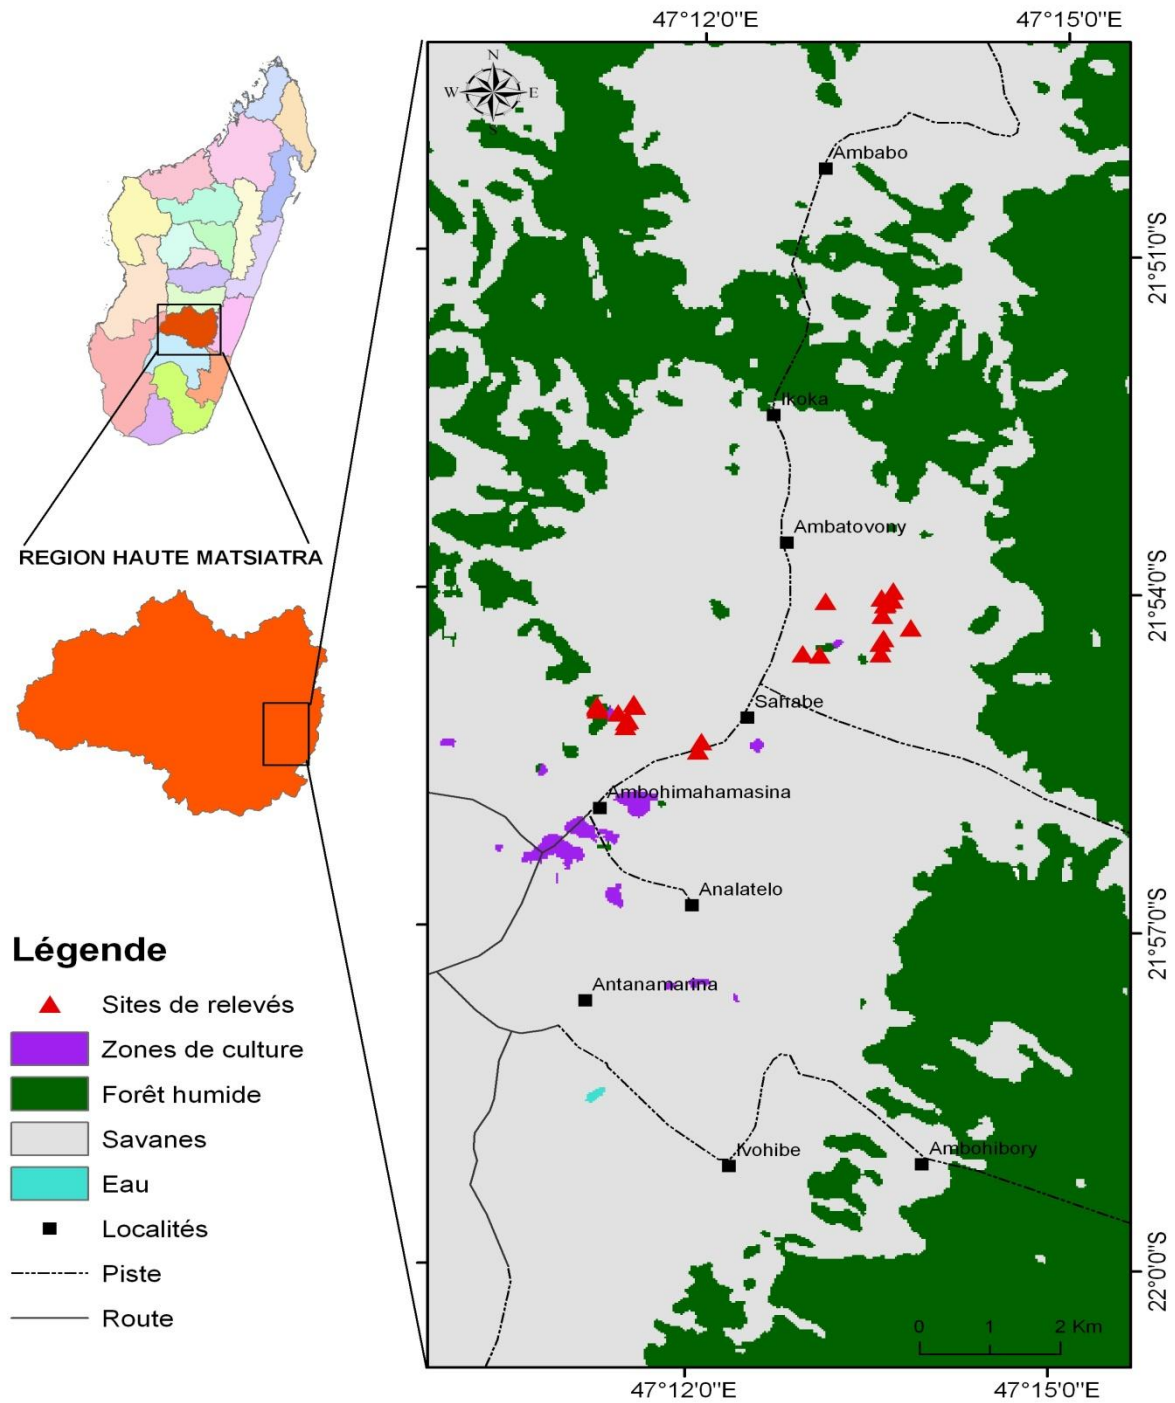 47°12'0"E
47°15'0"E
N
W
E
S
Ambabo
21°51'0"S
Ikoka
Ambatovony
REGION HAUTE MATSIATRA
21°54'0"S
Sahabe
Ambohimahamasina
Analatelo
21°57'0"S
Légende
Antanamarina
Sites de relevés
Zones de culture
Forêt humide
Savanes
Ivohibe
Ambohibory
Eau
Localités
Piste
22°0'0"S
Route
0 1 2 Km
47°12'0"E
47°15'0"E